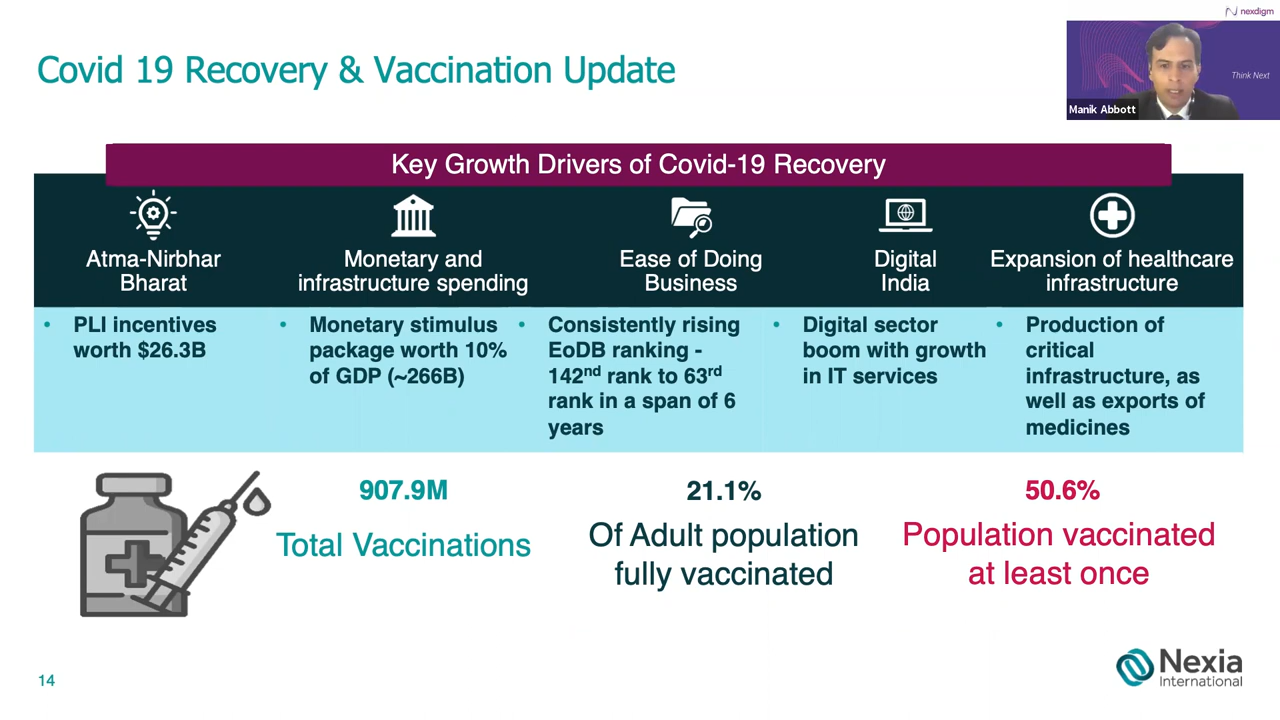 nexdigm
Covid 19 Recovery & Vaccination Update
Think Next
Manik Abbott
Key Growth Drivers of Covid-19 Recovery
Atma-Nirbhar
Bharat
Monetary and
infrastructure spending
Ease of Doing
Business
Digital
India
Expansion of healthcare
infrastructure
• PLI incentives
worth $26.3B
• Monetary stimulus
package worth 10%
of GDP (~266B)
• Consistently rising
EoDB ranking -
142nd rank to 63rd
rank in a span of 6
years
• Digital sector
boom with growth
in IT services
• Production of
critical
infrastructure, as
well as exports of
medicines
907.9M
Total Vaccinations
21.1%
Of Adult population
fully vaccinated
50.6%
Population vaccinated
at least once
14
Nexia
International